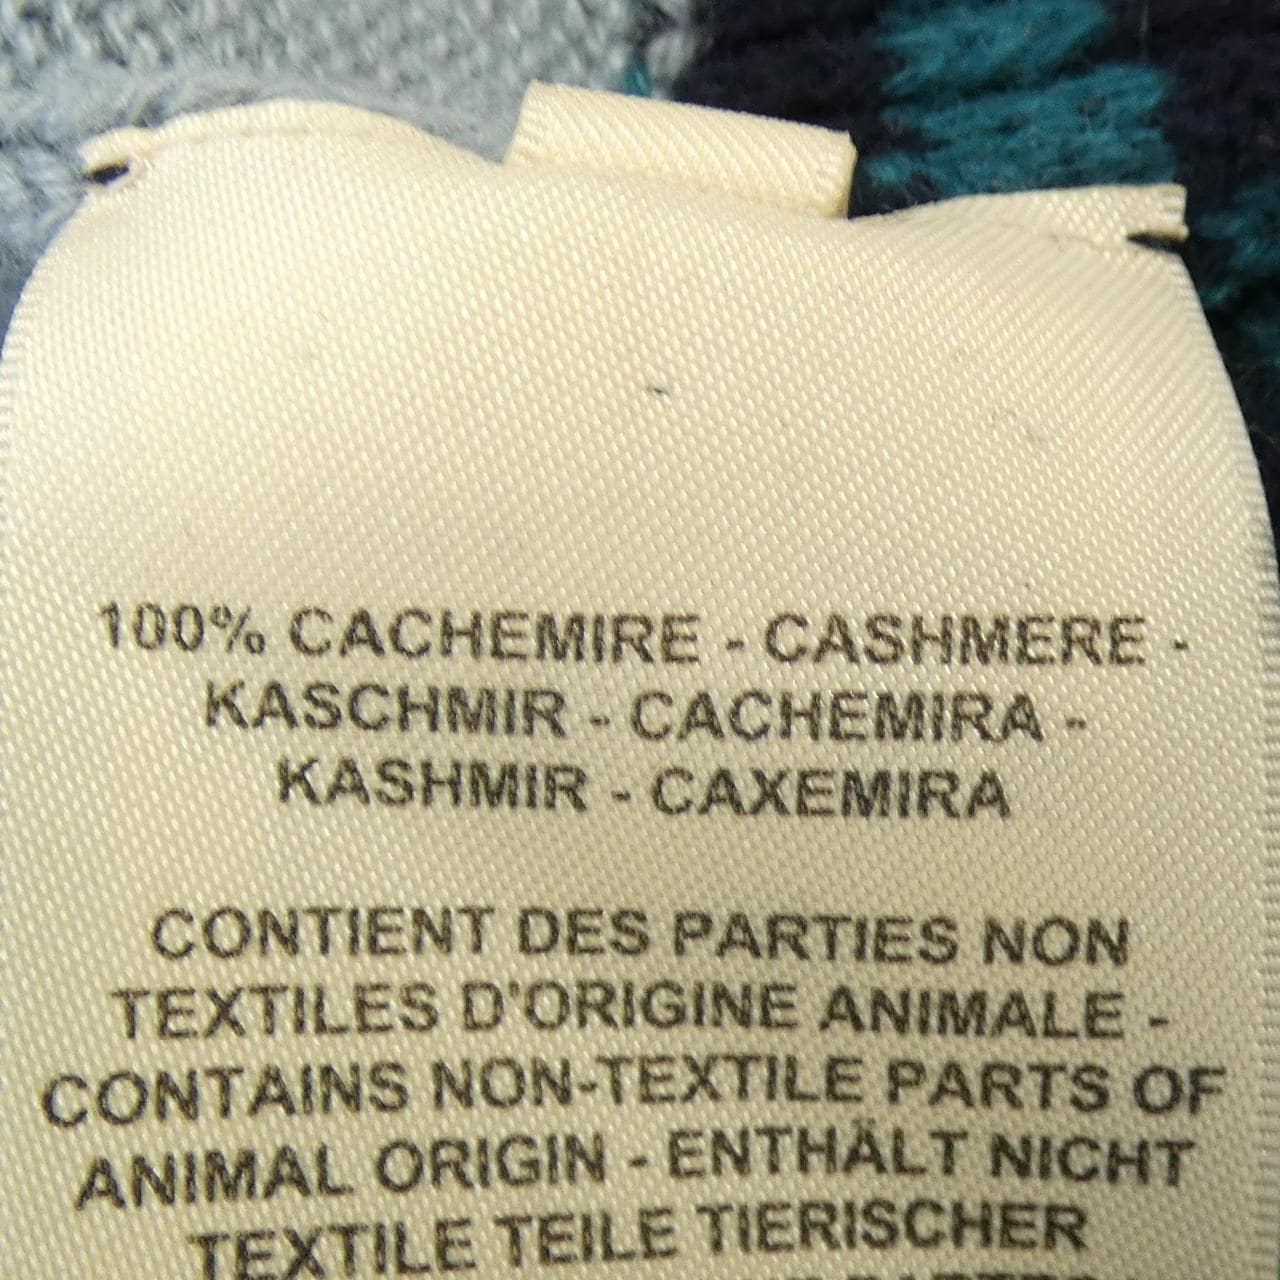 100% CACHEMIRE - CASHMERE -
KASCHMIR - CACHEMIRA -
KASHMIR - CAXEMIRA
CONTIENT DES PARTIES NON
TEXTILES D'ORIGINE ANIMALE -
CONTAINS NON-TEXTILE PARTS OF
ANIMAL ORIGIN - ENTHÄLT NICHT
TEXTILE TEILE TIERISCHER